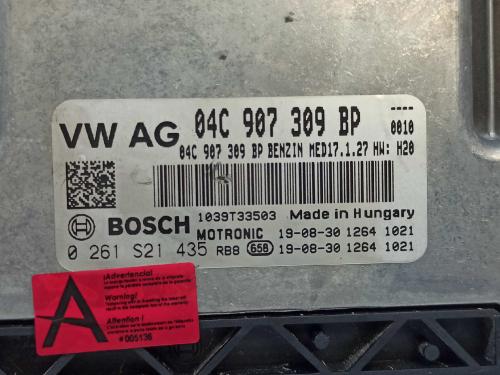 VW AG 04C 907 309 BP ----
0010
04C 907 309 BP BENZIN MED17.1.27 HW: H20
BOSCH 1039T33503 Made in Hungary
MOTRONIC 19-08-30 1264 1021
0 261 S21 435 RB8 65B 19-08-30 1264 1021
A
¡Advertencia!
Warning!
Attention !
#005136